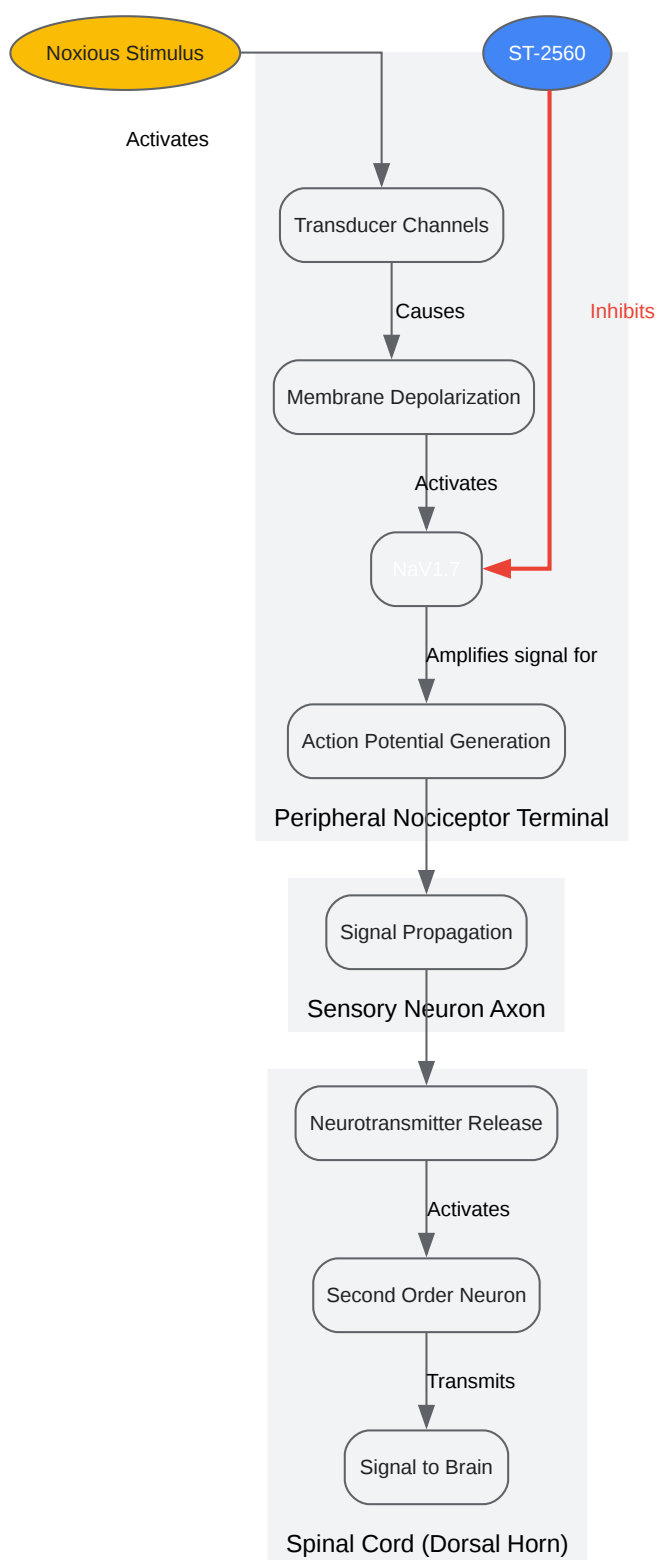 Noxious Stimulus
ST-2560
Activates
Transducer Channels
Causes
Inhibits
Membrane Depolarization
Activates
NaV1.7
Amplifies signal for
Action Potential Generation
Peripheral Nociceptor Terminal
Signal Propagation
Sensory Neuron Axon
Neurotransmitter Release
Activates
Second Order Neuron
Transmits
Signal to Brain
Spinal Cord (Dorsal Horn)